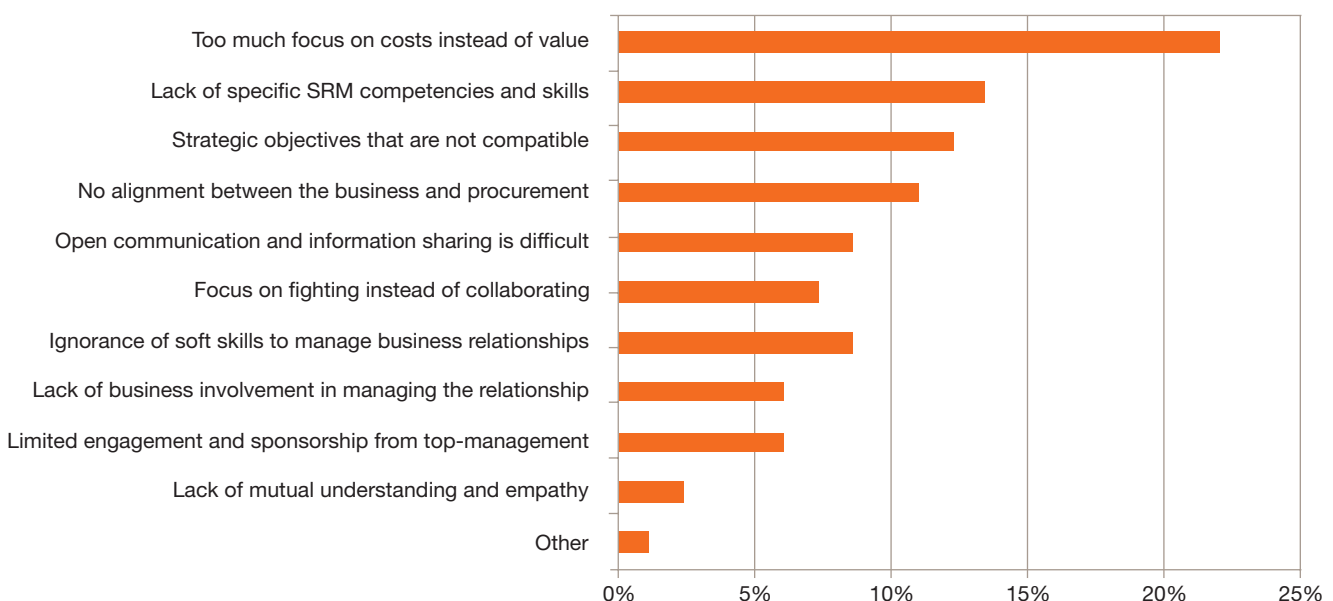 Too much focus on costs instead of value
Lack of specific SRM competencies and skills
Strategic objectives that are not compatible
No alignment between the business and procurement
Open communication and information sharing is difficult
Focus on fighting instead of collaborating
Ignorance of soft skills to manage business relationships
Lack of business involvement in managing the relationship
Limited engagement and sponsorship from top-management
Lack of mutual understanding and empathy
Other
0% 5% 10% 15% 20% 25%